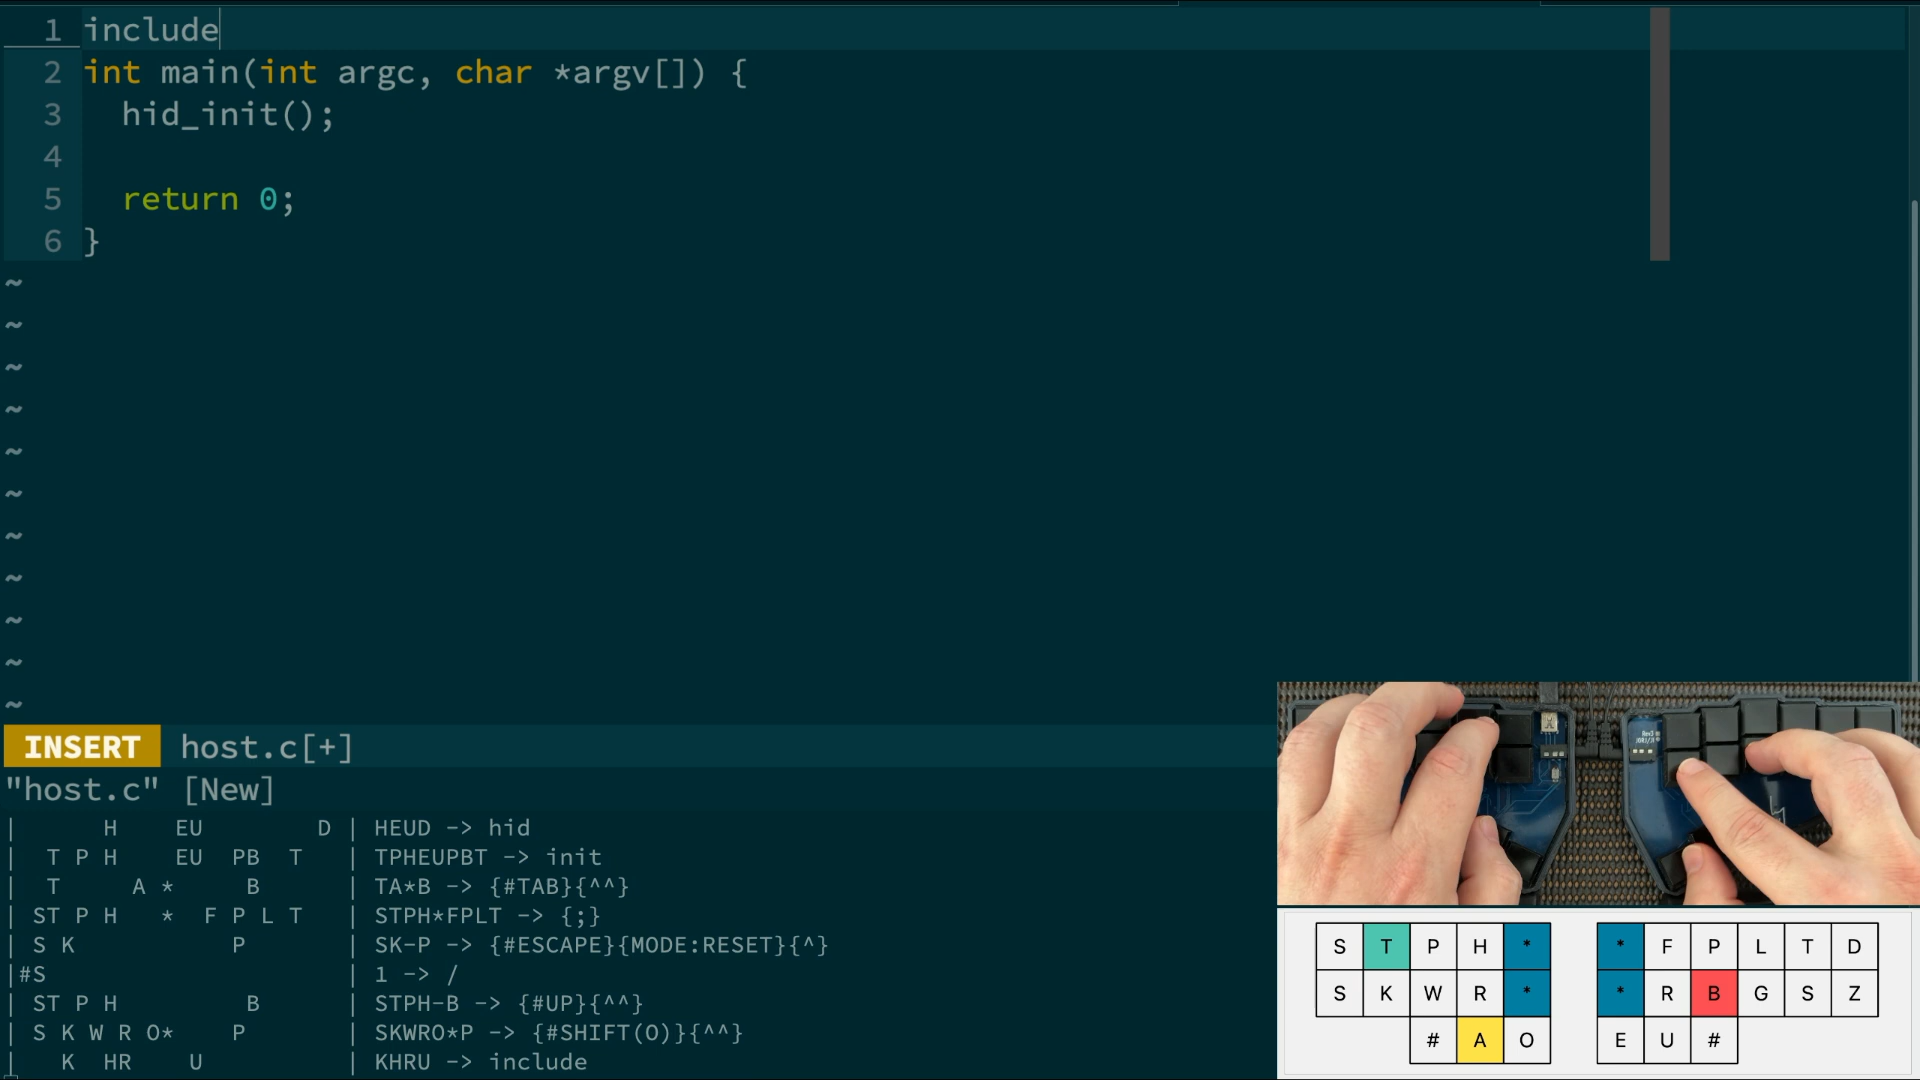 1 include
2 int main(int argc, char *argv[]) {
3 hid_init();
4
5 return 0;
6 }
~
~
~
~
~
~
~
~
~
~
~
INSERT host.c[+]
"host.c" [New]
| H EU D | HEUD -> hid
| T P H EU PB T | TPHEUPBT -> init
| T A * B | TA*B -> {#TAB}{^^}
| ST P H * F P L T | STPH*FPLT -> {;}
| S K P | SK-P -> {#ESCAPE}{MODE:RESET}{^}
|#S | 1 -> /
| ST P H B | STPH-B -> {#UP}{^^}
| S K W R O* P | SKWRO*P -> {#SHIFT(O)}{^^}
| K HR U | KHRU -> include
S T P H * * F P L T D
S K W R * * R B G S Z
# A O E U #